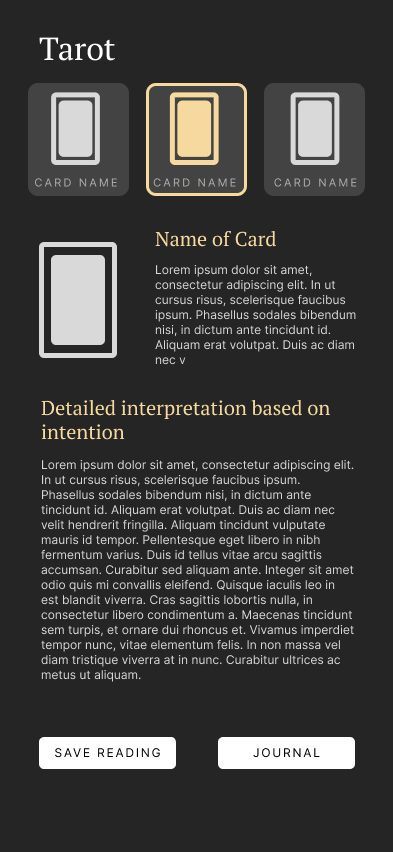 Tarot
CARD NAME CARD NAME CARD NAME
Name of Card
Lorem ipsum dolor sit amet,
consectetur adipiscing elit. In ut
cursus risus, scelerisque faucibus
ipsum. Phasellus sodales bibendum
nisi, in dictum ante tincidunt id.
Aliquam erat volutpat. Duis ac diam
nec v
Detailed interpretation based on
intention
Lorem ipsum dolor sit amet, consectetur adipiscing elit.
In ut cursus risus, scelerisque faucibus ipsum.
Phasellus sodales bibendum nisi, in dictum ante
tincidunt id. Aliquam erat volutpat. Duis ac diam nec
velit hendrerit fringilla. Aliquam tincidunt vulputate
mauris id tempor. Pellentesque eget libero in nibh
fermentum varius. Duis id tellus vitae arcu sagittis
accumsan. Curabitur sed aliquam ante. Integer sit amet
odio quis mi convallis eleifend. Quisque iaculis leo in
est blandit viverra. Cras sagittis lobortis nulla, in
consectetur libero condimentum a. Maecenas tincidunt
sem turpis, et ornare dui rhoncus et. Vivamus imperdiet
tempor nunc, vitae elementum felis. In non massa vel
diam tristique viverra at in nunc. Curabitur ultrices ac
metus ut aliquam.
SAVE READING JOURNAL